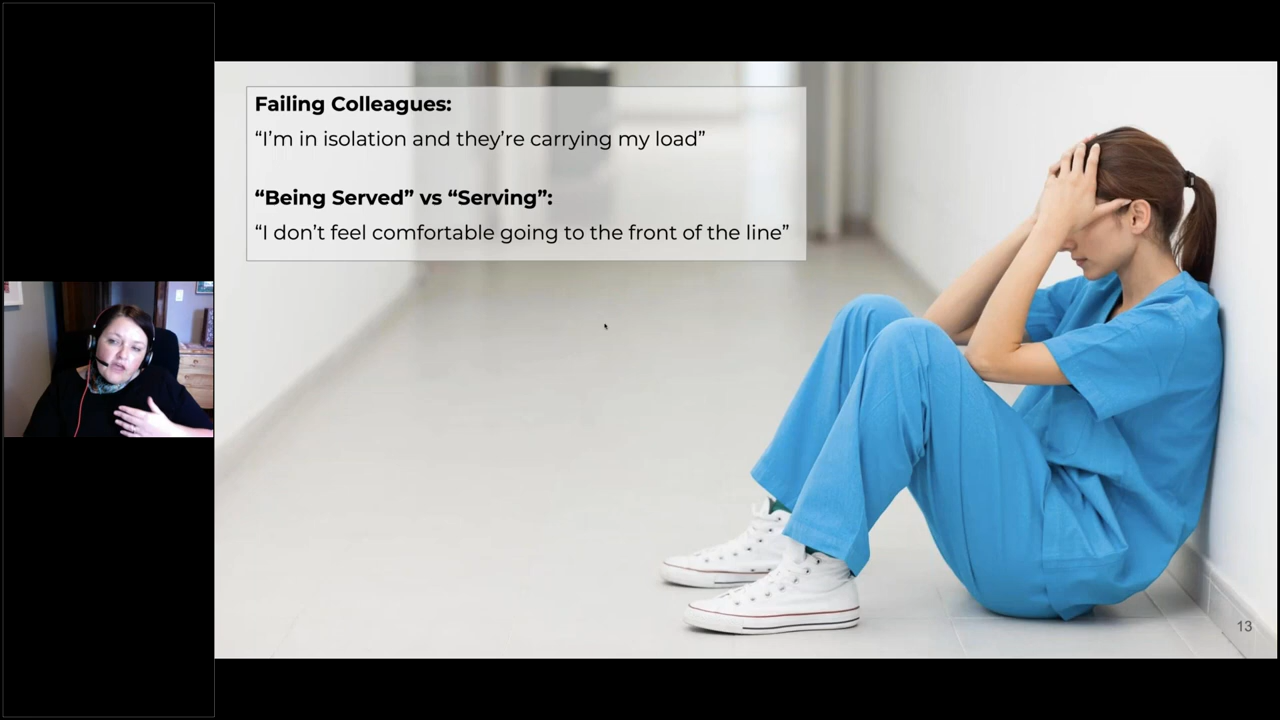 Failing Colleagues:
“I’m in isolation and they’re carrying my load”
“Being Served” vs “Serving”:
“I don’t feel comfortable going to the front of the line”
13